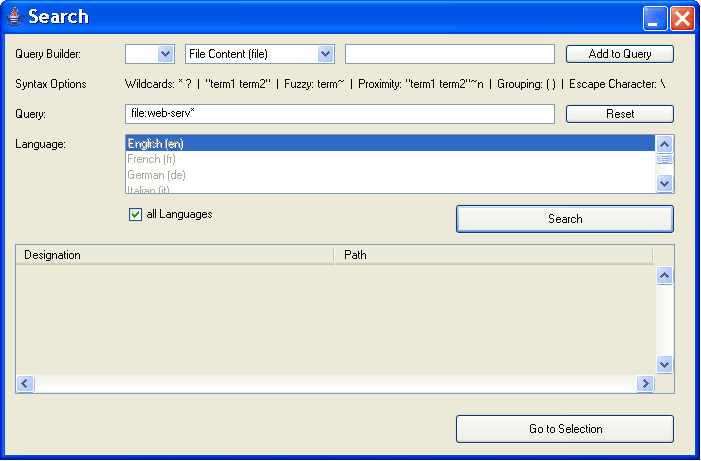 Search
Query Builder: File Content (file) Add to Query
Syntax Options Wildcards: * ? | "term1 term2" | Fuzzy: term~ | Proximity: "term1 term2"~n | Grouping: ( ) | Escape Character: \
Query: file:web-serv* Reset
Language: English (en)
French (fr)
German (de)
Italian (it)
all Languages Search
Designation Path
Go to Selection